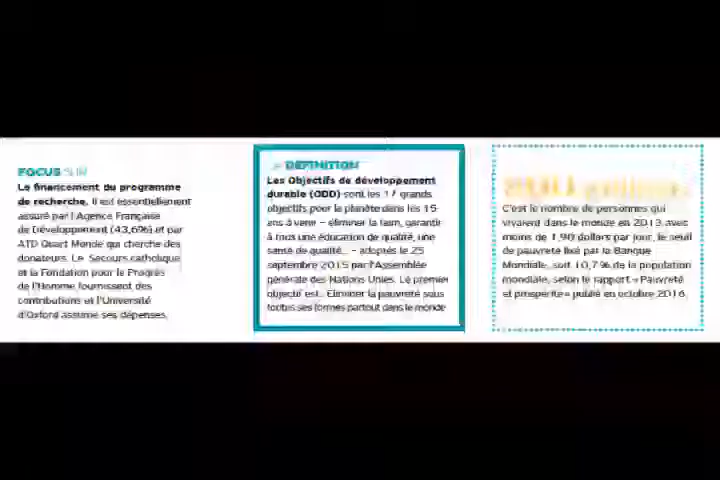 FOCUS SUR
Le financement du programme
de recherche. Il est essentiellement
assuré par l'Agence Française
de Développement (43,6%) et par
ATD Quart Monde qui cherche des
donateurs. Le Secours catholique
et la Fondation pour le Progrès
de l'Homme fournissent des
contributions et l'Université
d'Oxford assume ses dépenses.
DÉFINITION
Les Objectifs de développement
durable (ODD) sont les 17 grands
objectifs pour la planète dans les 15
ans à venir – éliminer la faim, garantir
à tous une éducation de qualité, une
santé de qualité… – adoptés le 25
septembre 2015 par l'Assemblée
générale des Nations Unies. Le premier
objectif est : Eliminer la pauvreté sous
toutes ses formes partout dans le monde
C'est le nombre de personnes qui
vivaient dans le monde en 2013 avec
moins de 1,90 dollars par jour, le seuil
de pauvreté fixé par la Banque
Mondiale, soit 10,7% de la population
mondiale, selon le rapport « Pauvreté
et prospérité » publié en octobre 2016.